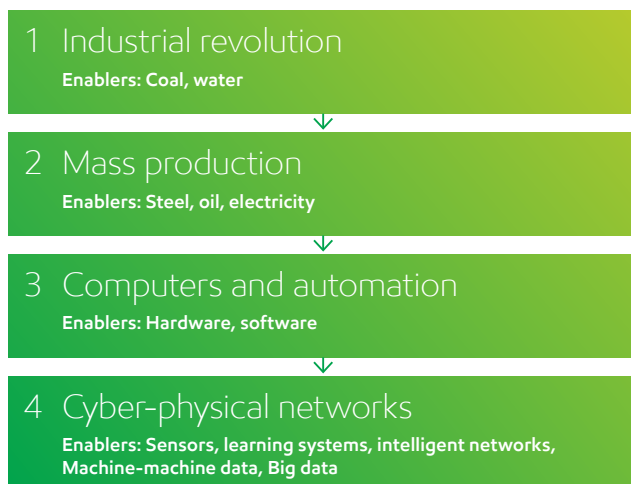 1 Industrial revolution
Enablers: Coal, water
2 Mass production
Enablers: Steel, oil, electricity
3 Computers and automation
Enablers: Hardware, software
4 Cyber-physical networks
Enablers: Sensors, learning systems, intelligent networks,
Machine-machine data, Big data